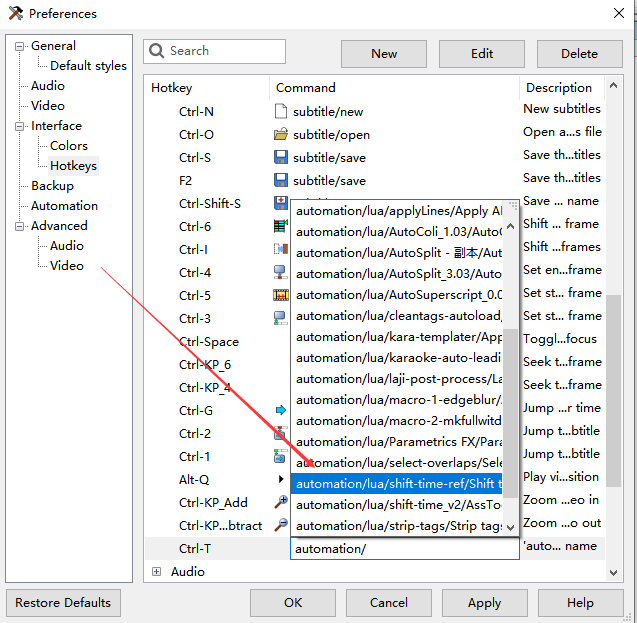 Preferences
General
Default styles
Audio
Video
Interface
Colors
Hotkeys
Backup
Automation
Advanced
Audio
Video
Search
New
Edit
Delete
Hotkey Command Description
Ctrl-N subtitle/new New subtitles
Ctrl-O subtitle/open Open a...s file
Ctrl-S subtitle/save Save th...titles
F2 subtitle/save Save th...titles
Ctrl-Shift-S Save ... name
Ctrl-6 Shift ... frame
Ctrl-I Shift ...frames
Ctrl-4 Set en...frame
Ctrl-5 Set st... frame
Ctrl-3 Set st... frame
Ctrl-Space Toggl...focus
Ctrl-KP_6 Seek t...frame
Ctrl-KP_4 Seek t...frame
Ctrl-G Jump ...r time
Ctrl-2 Jump t...btitle
Ctrl-1 Jump t...btitle
Alt-Q Play vi...sition
Ctrl-KP_Add Zoom ...eo in
Ctrl-KP...btract Zoom ...o out
Ctrl-T automation/ 'auto... name
Audio
automation/lua/applyLines/Apply
automation/lua/AutoColi_1.03/AutoC
automation/lua/AutoSplit - 副本/Aut
automation/lua/AutoSplit_3.03/Auto
automation/lua/AutoSuperscript_0.0
automation/lua/cleantags-autoload,
automation/lua/kara-templater/App
automation/lua/karaoke-auto-leadi
automation/lua/laji-post-process/La
automation/lua/macro-1-edgeblur/
automation/lua/macro-2-mkfullwitd
automation/lua/Parametrics FX/Para
automation/lua/select-overlaps/Sele
automation/lua/shift-time-ref/Shift t
automation/lua/shift-time_v2/AssToo
automation/lua/strip-tags/Strip tags
Restore Defaults
OK
Cancel
Apply
Help